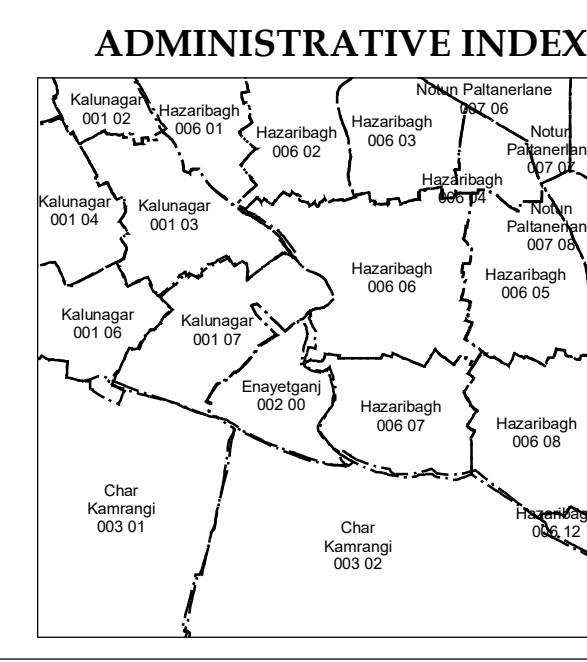 ADMINISTRATIVE INDEX
Kalunagar
001 02
Hazaribagh
006 01
Hazaribagh
006 02
Hazaribagh
006 03
Notun Paltanerlane
007 06
Notun
Paltanerlan
007 07
Hazaribagh
006 04
Kalunagar
001 04
Kalunagar
001 03
Notun
Paltanerlan
007 08
Hazaribagh
006 06
Hazaribagh
006 05
Kalunagar
001 06
Kalunagar
001 07
Enayetganj
002 00
Hazaribagh
006 07
Hazaribagh
006 08
Char
Kamrangi
003 01
Char
Kamrangi
003 02
Hazaribag
006 12